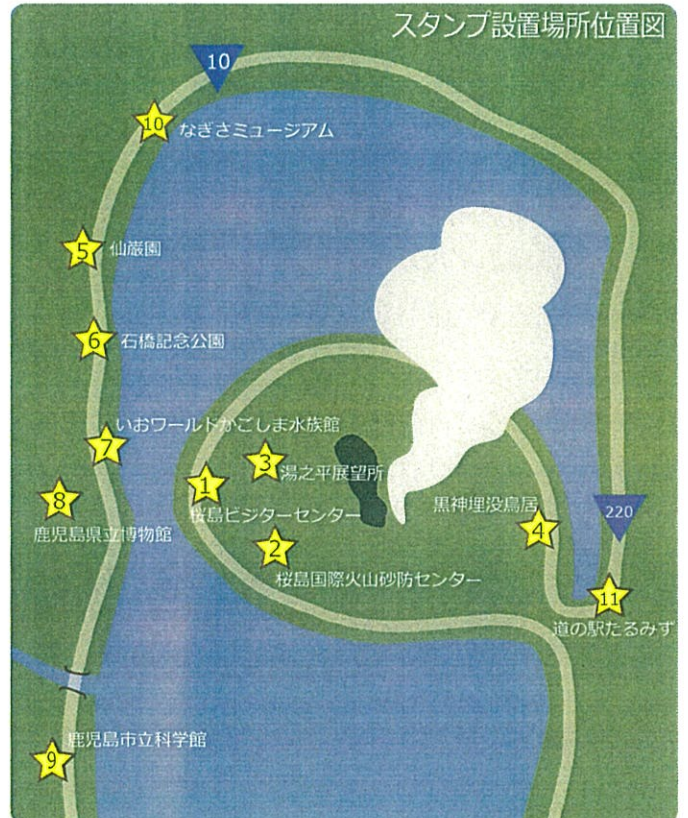 スタンプ設置場所位置図
10
10
なぎさミュージアム
5
仙巌園
6
石橋記念公園
いおワールドかごしま水族館
7
3
湯之平展望所
1
桜島ビジターセンター
8
鹿児島県立博物館
黒神埋没鳥居
4
220
2
桜島国際火山砂防センター
11
道の駅たるみず
鹿児島市立科学館
9